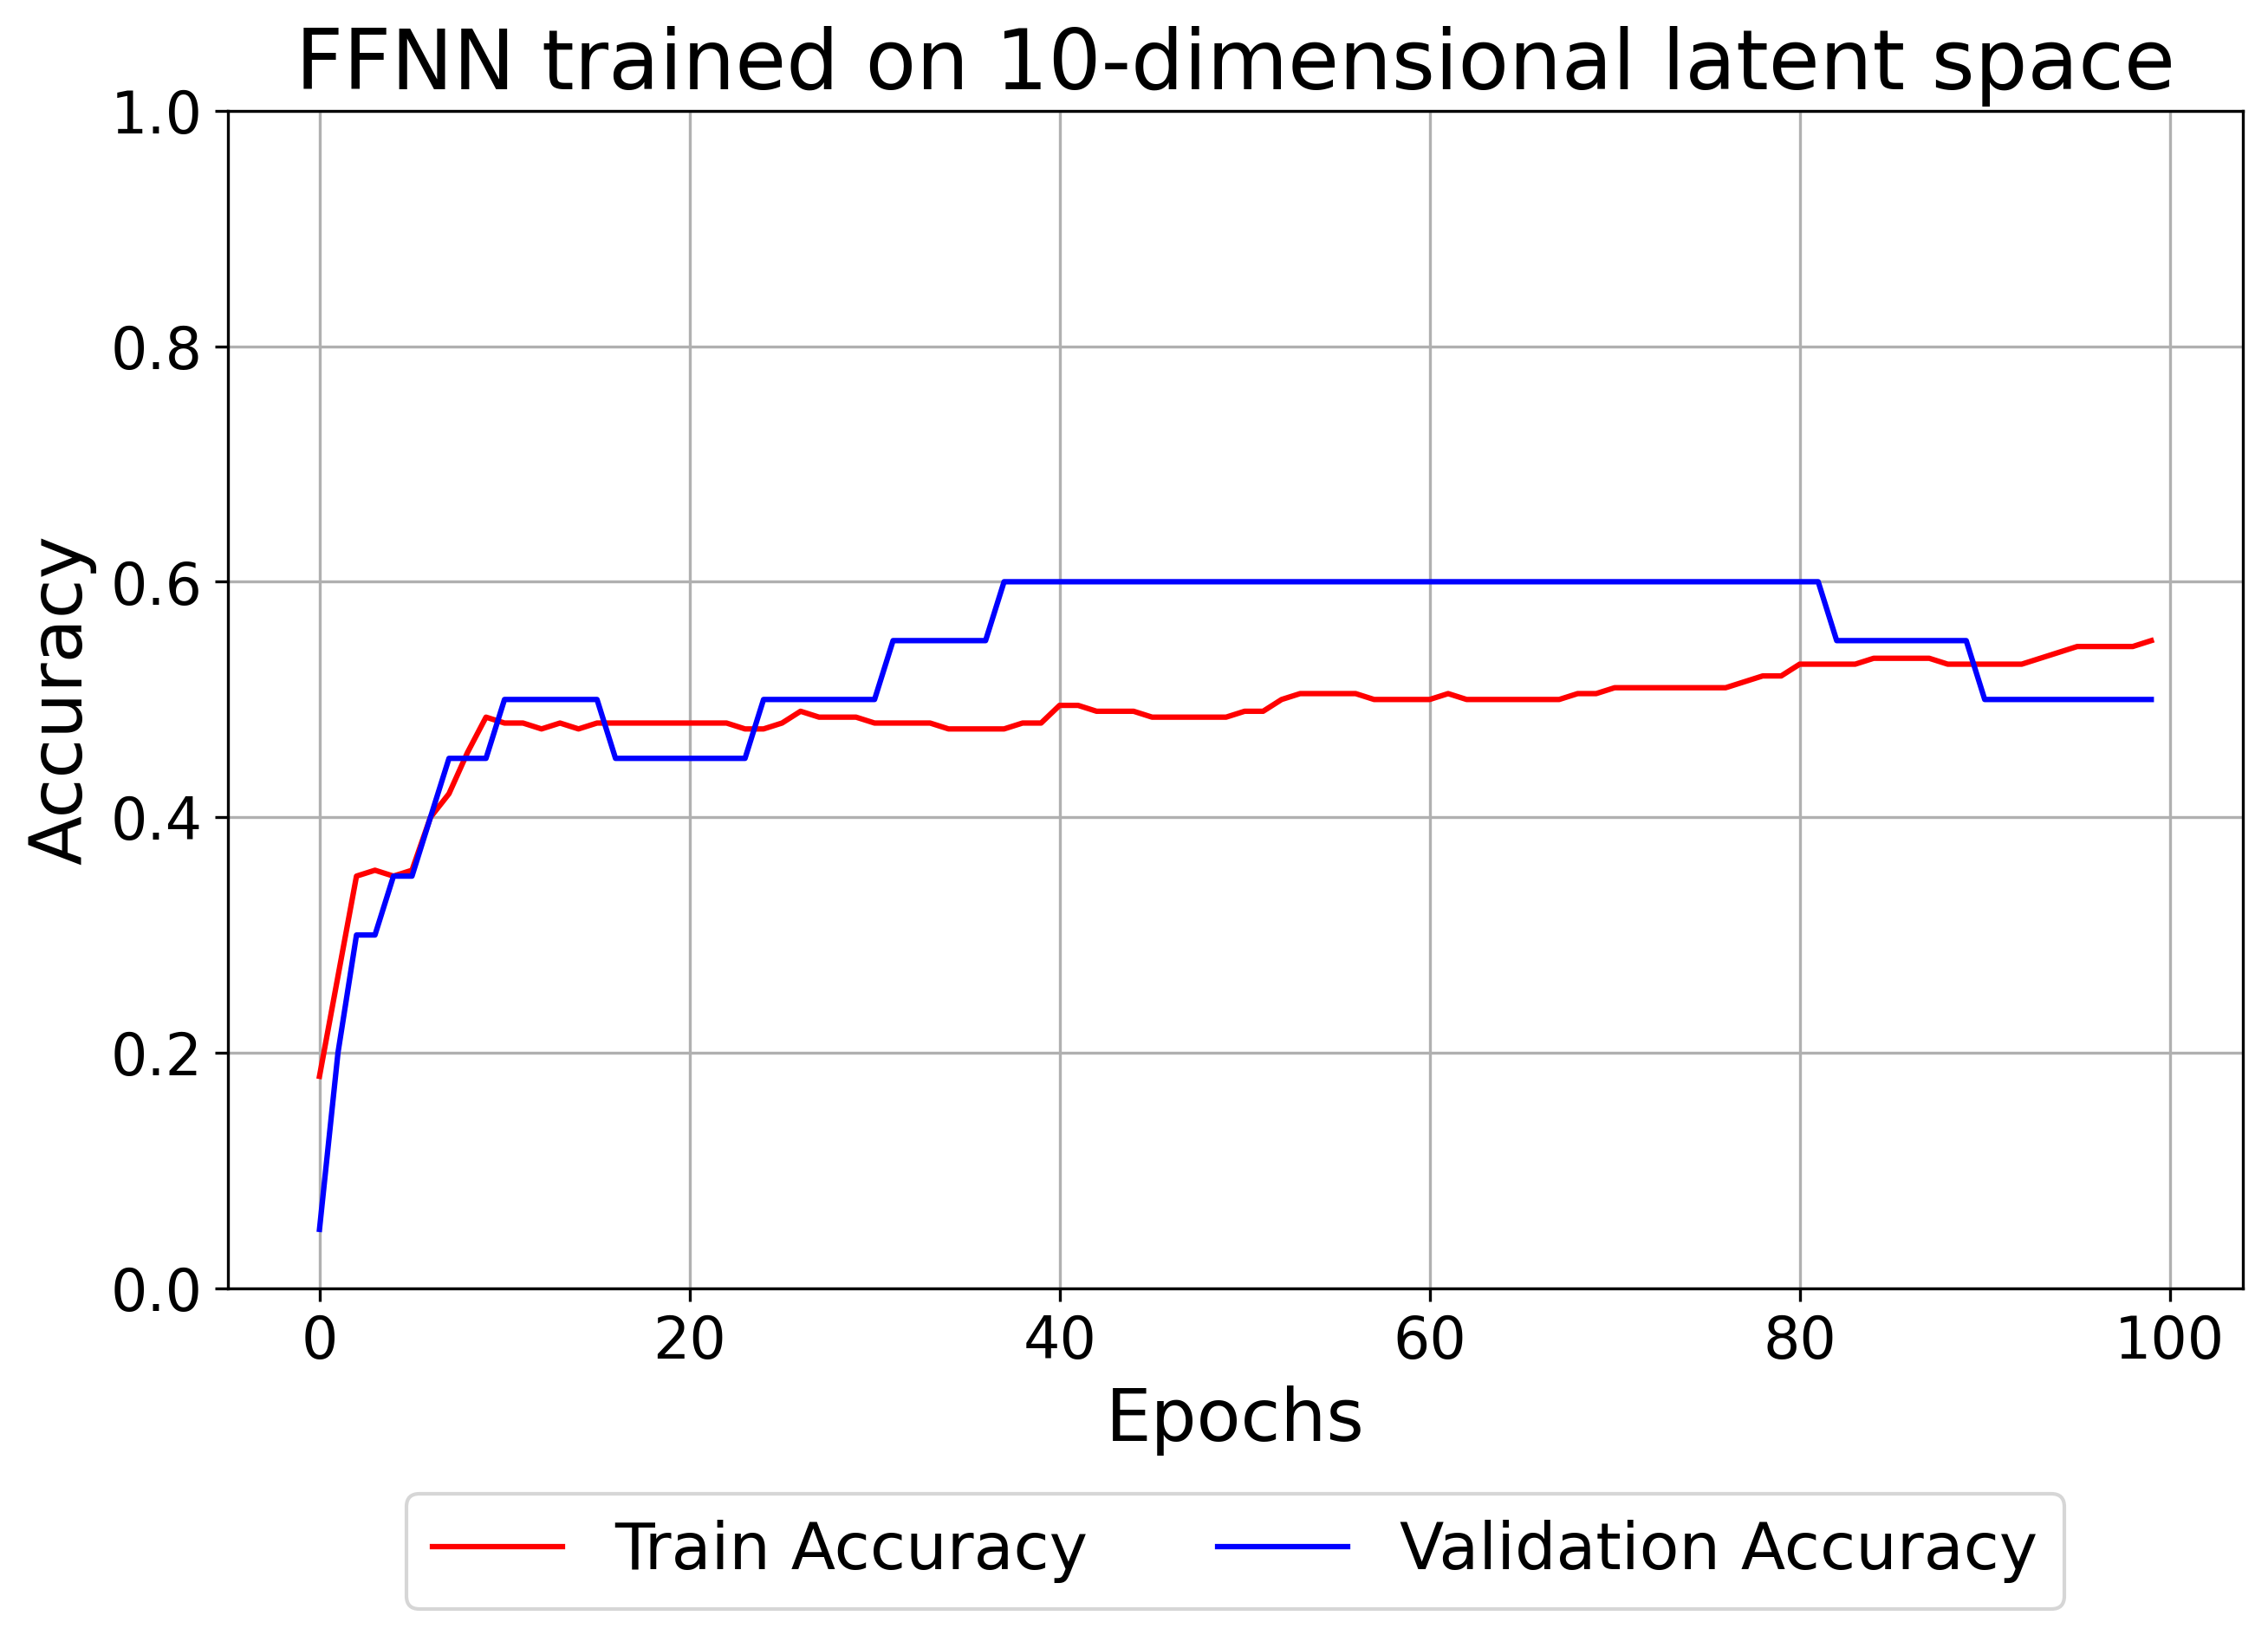 FFNN trained on 10-dimensional latent space
1.0
0.8
0.6
0.4
0.2
0.0
Accuracy
0 20 40 60 80 100
Epochs
Train Accuracy Validation Accuracy